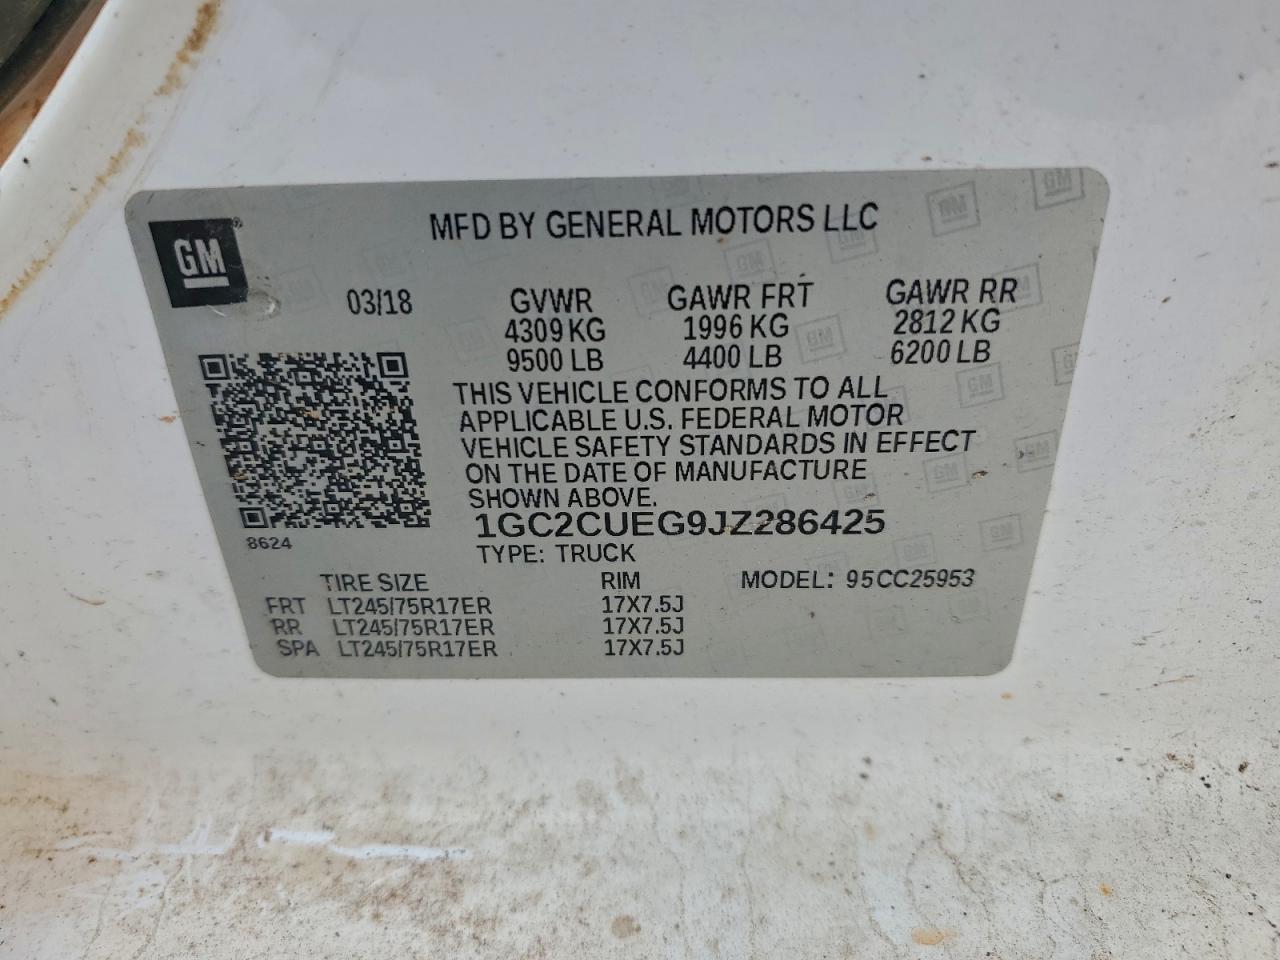 MFD BY GENERAL MOTORS LLC
GM®
03/18 GVWR GAWR FRT GAWR RR
4309 KG 1996 KG 2812 KG
9500 LB 4400 LB 6200 LB
THIS VEHICLE CONFORMS TO ALL
APPLICABLE U.S. FEDERAL MOTOR
VEHICLE SAFETY STANDARDS IN EFFECT
ON THE DATE OF MANUFACTURE
SHOWN ABOVE.
1GC2CUEG9JZ286425
8624
TYPE: TRUCK
TIRE SIZE RIM MODEL: 95CC25953
FRT LT245/75R17ER 17X7.5J
RR LT245/75R17ER 17X7.5J
SPA LT245/75R17ER 17X7.5J